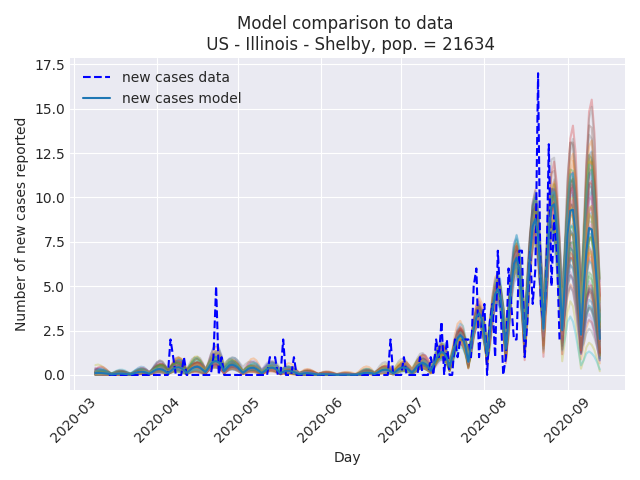 Model comparison to data
US - Illinois - Shelby, pop. = 21634
17.5
15.0
12.5
10.0
7.5
5.0
2.5
0.0
Number of new cases reported
new cases data
new cases model
2020-03
2020-04
2020-05
2020-06
2020-07
2020-08
2020-09
Day